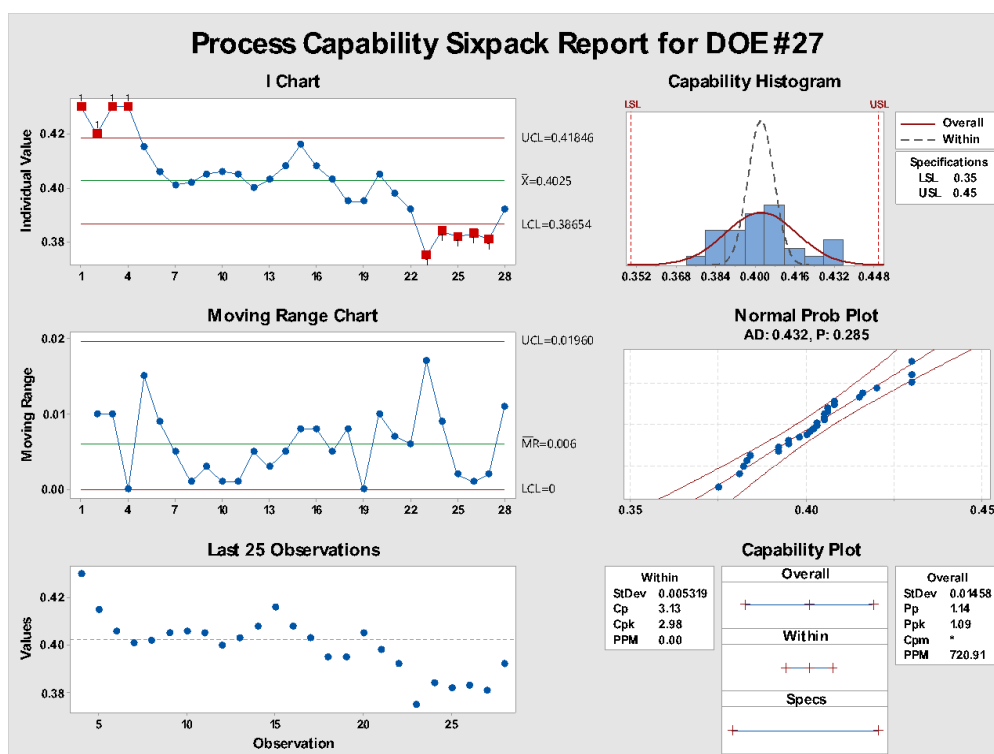 Process Capability Sixpack Report for DOE #27
I Chart
Individual Value
0.42
0.40
0.38
1
1
1
1
1
1
1
1
1
UCL=0.41846
X̅=0.4025
LCL=0.38654
1 4 7 10 13 16 19 22 25 28
Capability Histogram
LSL USL
0.352 0.368 0.384 0.400 0.416 0.432 0.448
Overall
Within
Specifications
LSL 0.35
USL 0.45
Moving Range Chart
Moving Range
0.02
0.01
0.00
UCL=0.01960
M̅R̅=0.006
LCL=0
1 4 7 10 13 16 19 22 25 28
Normal Prob Plot
AD: 0.432, P: 0.285
0.35 0.40 0.45
Last 25 Observations
Values
0.42
0.40
0.38
5 10 15 20 25
Observation
Capability Plot
Within
StDev 0.005319
Cp 3.13
Cpk 2.98
PPM 0.00
Overall
Within
Specs
Overall
StDev 0.01458
Pp 1.14
Ppk 1.09
Cpm *
PPM 720.91